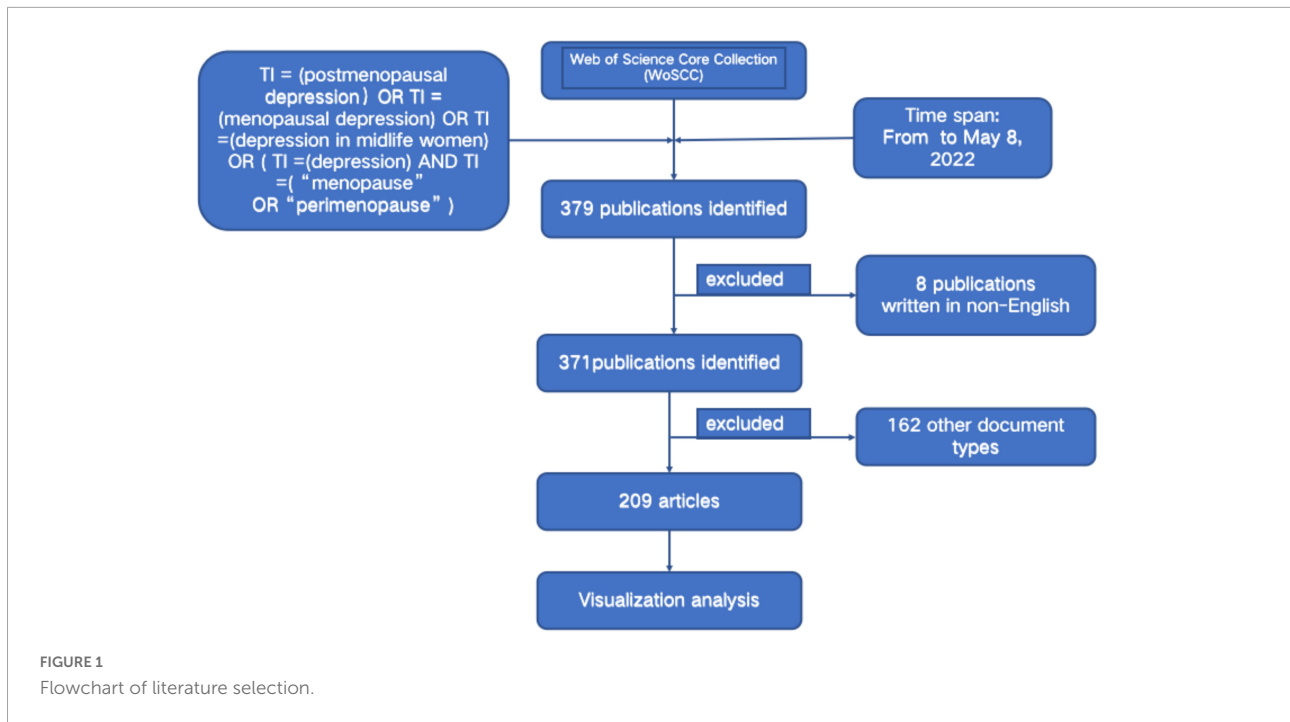 Web of Science Core Collection
(WoSCC)
TI = (postmenopausal
depression) OR TI =
(menopausal depression) OR TI
=(depression in midlife women)
OR ( TI =(depression) AND TI
=( “menopause”
OR “perimenopause” )
Time span:
From to May 8,
2022
379 publications identified
excluded
8 publications
written in non-English
371publications identified
excluded
162 other document
types
209 articles
Visualization analysis
FIGURE 1
Flowchart of literature selection.